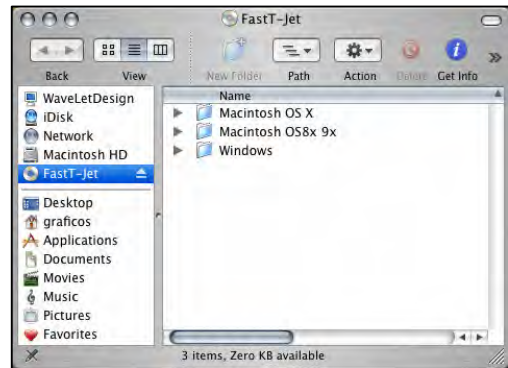 FastT-Jet
Back View New Folder Path Action Delete Get Info
Name
WaveLetDesign
iDisk
Network
Macintosh HD
FastT-Jet
Desktop
graficos
Applications
Documents
Movies
Music
Pictures
Favorites
Macintosh OS X
Macintosh OS8x 9x
Windows
3 items, Zero KB available